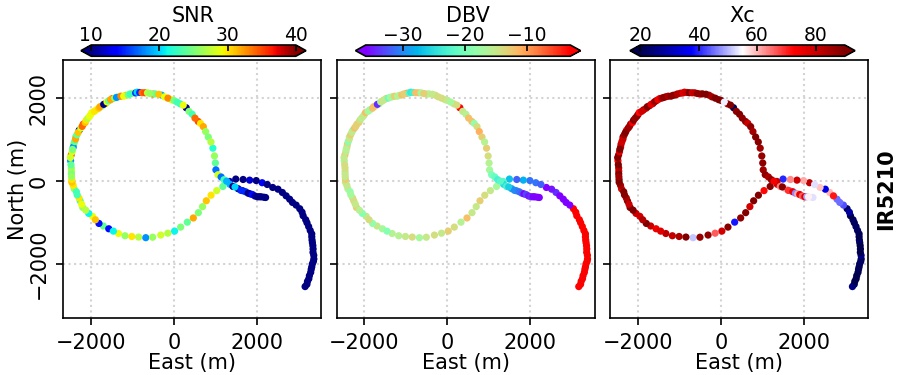 SNR
10 20 30 40
DBV
−30 −20 −10
Xc
20 40 60 80
North (m)
2000
0
−2000
−2000 0 2000
East (m)
−2000 0 2000
East (m)
−2000 0 2000
East (m)
IR5210